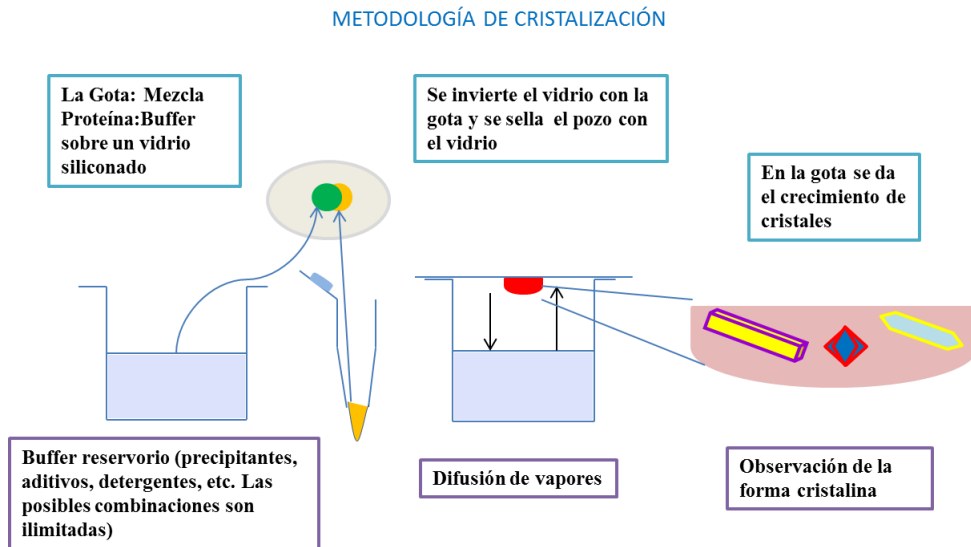 METODOLOGÍA DE CRISTALIZACIÓN
La Gota: Mezcla
Proteína:Buffer
sobre un vidrio
siliconado
Se invierte el vidrio con la
gota y se sella el pozo con
el vidrio
En la gota se da
el crecimiento de
cristales
Buffer reservorio (precipitantes,
aditivos, detergentes, etc. Las
posibles combinaciones son
ilimitadas)
Difusión de vapores
Observación de la
forma cristalina